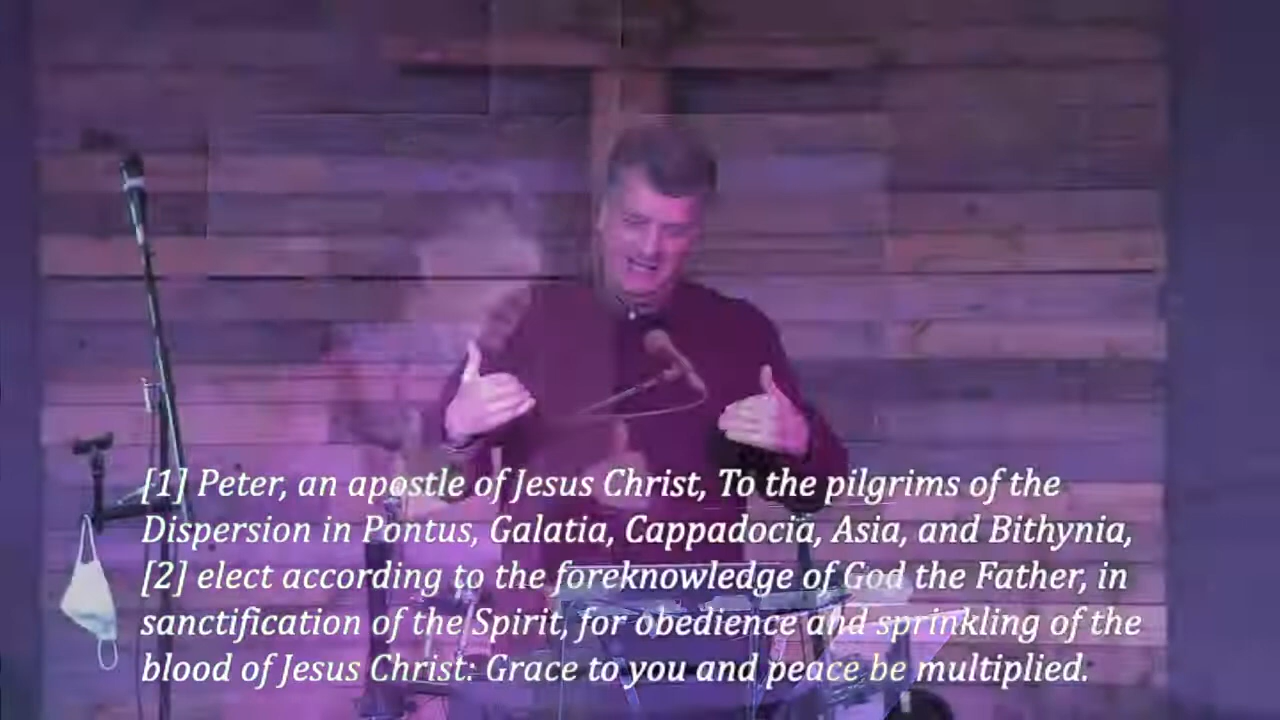 [1] Peter, an apostle of Jesus Christ, To the pilgrims of the
Dispersion in Pontus, Galatia, Cappadocia, Asia, and Bithynia,
[2] elect according to the foreknowledge of God the Father, in
sanctification of the Spirit, for obedience and sprinkling of the
blood of Jesus Christ: Grace to you and peace be multiplied.